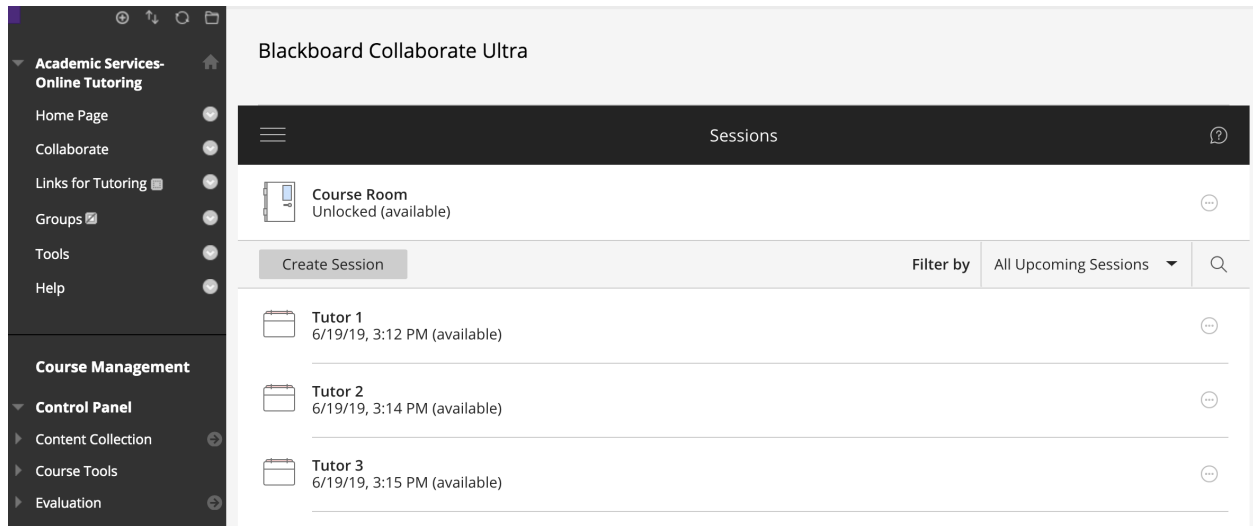 Academic Services-
Online Tutoring
Home Page
Collaborate
Links for Tutoring
Groups
Tools
Help
Course Management
Control Panel
Content Collection
Course Tools
Evaluation
Blackboard Collaborate Ultra
Sessions
Course Room
Unlocked (available)
Create Session
Filter by All Upcoming Sessions
Tutor 1
6/19/19, 3:12 PM (available)
Tutor 2
6/19/19, 3:14 PM (available)
Tutor 3
6/19/19, 3:15 PM (available)